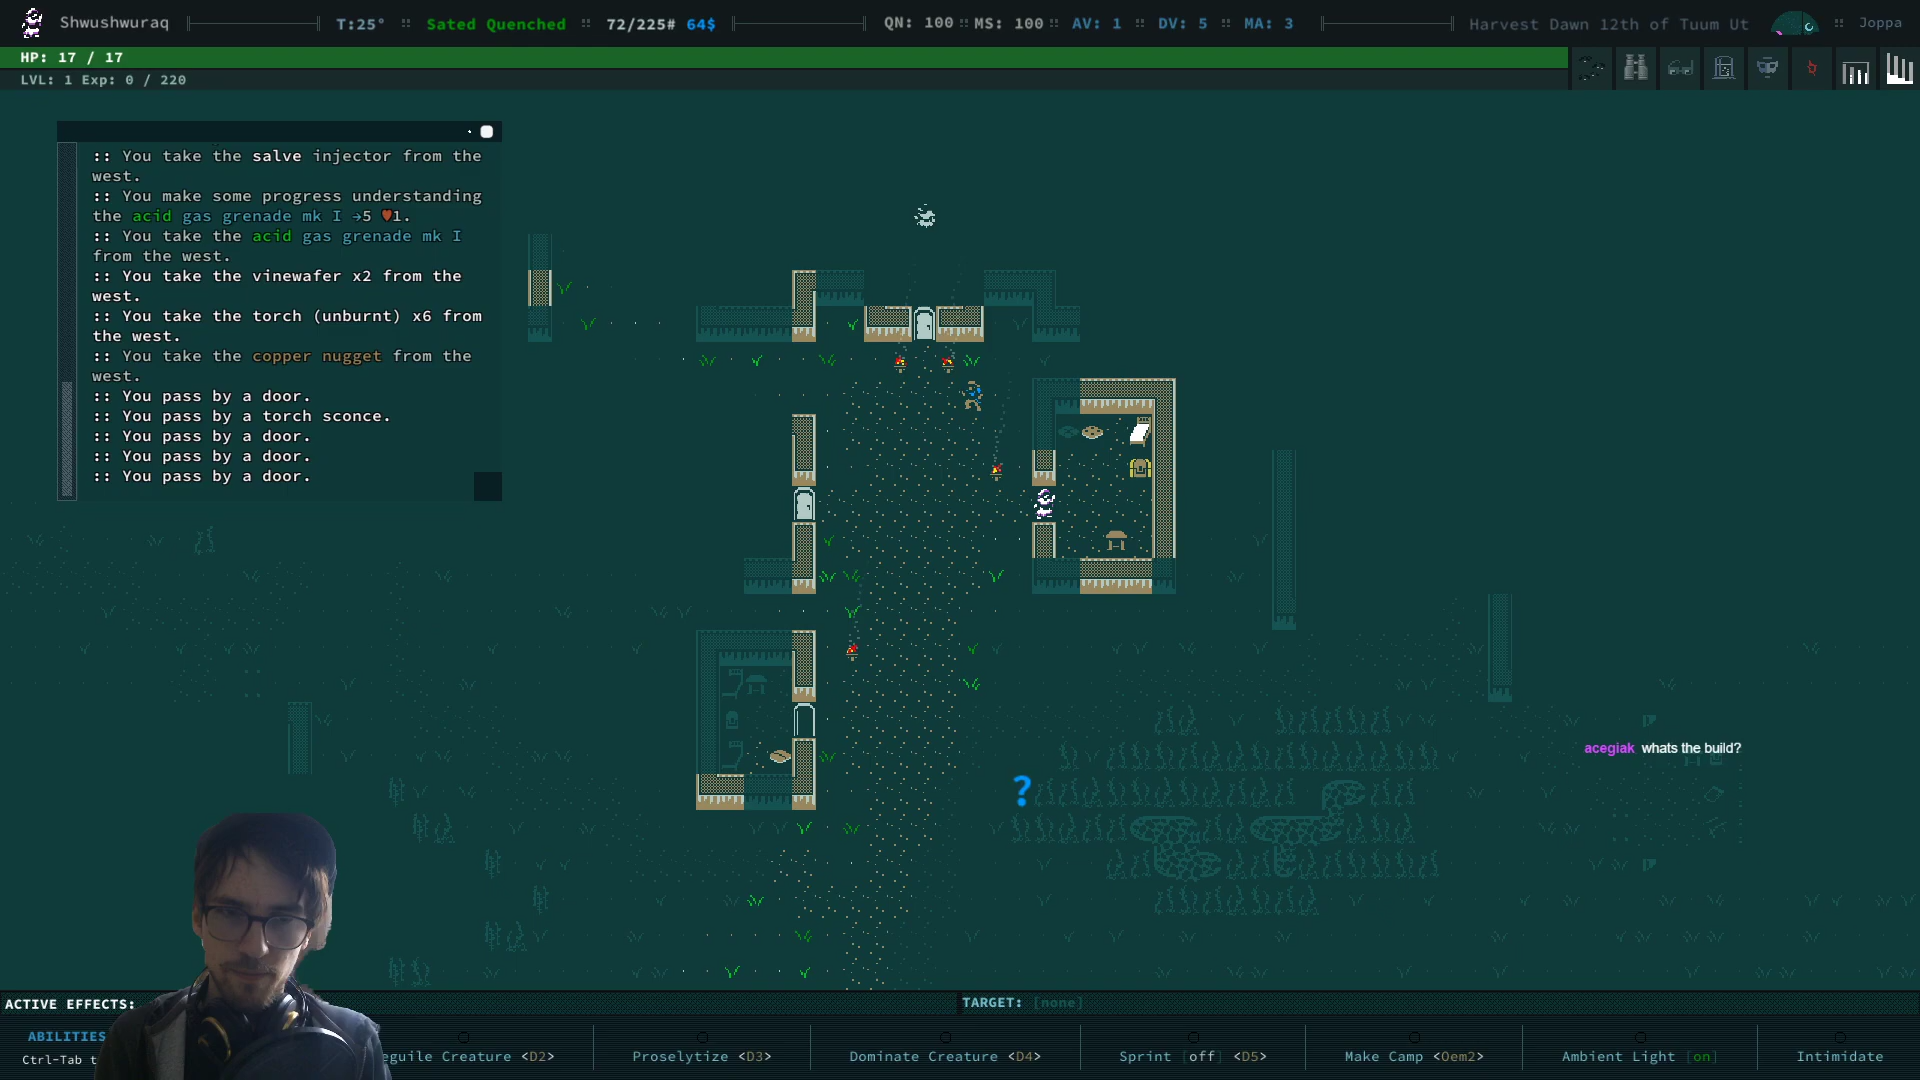 Shwushwuraq
T:25° :: Sated Quenched :: 72/225# 64$
QN: 100 :: MS: 100 :: AV: 1 :: DV: 5 :: MA: 3
Harvest Dawn 12th of Tuum Ut :: Joppa
HP: 17 / 17
LVL: 1 Exp: 0 / 220
:: You take the salve injector from the
west.
:: You make some progress understanding
the acid gas grenade mk I →5 ♥1.
:: You take the acid gas grenade mk I
from the west.
:: You take the vinewafer x2 from the
west.
:: You take the torch (unburnt) x6 from
the west.
:: You take the copper nugget from the
west.
:: You pass by a door.
:: You pass by a torch sconce.
:: You pass by a door.
:: You pass by a door.
:: You pass by a door.
acegiak whats the build?
?
ACTIVE EFFECTS:
TARGET: [none]
ABILITIES
Ctrl-Tab t
eguile Creature <D2>
Proselytize <D3>
Dominate Creature <D4>
Sprint [off] <D5>
Make Camp <Oem2>
Ambient Light [on]
Intimidate